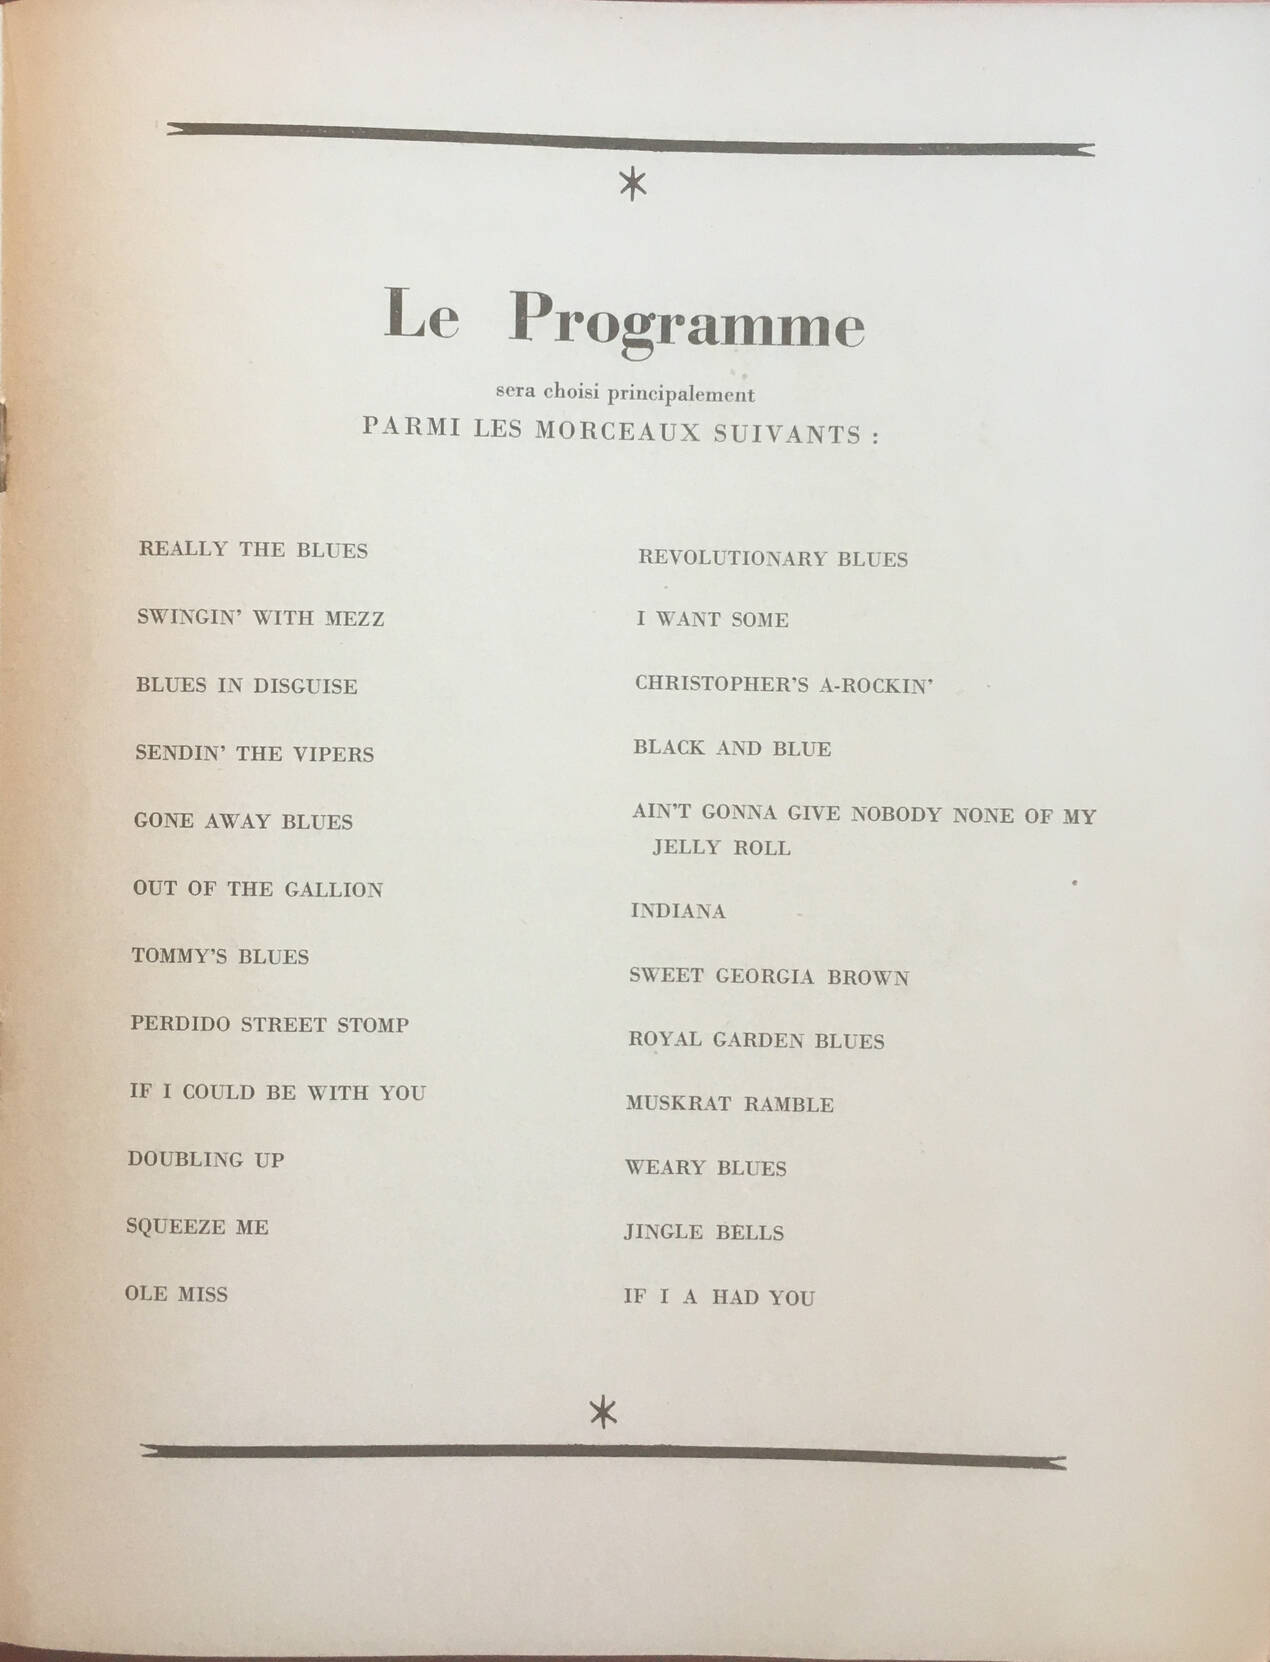 Le Programme
sera choisi principalement
PARMI LES MORCEAUX SUIVANTS :
REALLY THE BLUES
SWINGIN' WITH MEZZ
BLUES IN DISGUISE
SENDIN' THE VIPERS
GONE AWAY BLUES
OUT OF THE GALLION
TOMMY'S BLUES
PERDIDO STREET STOMP
IF I COULD BE WITH YOU
DOUBLING UP
SQUEEZE ME
OLE MISS
REVOLUTIONARY BLUES
I WANT SOME
CHRISTOPHER'S A-ROCKIN'
BLACK AND BLUE
AIN'T GONNA GIVE NOBODY NONE OF MY
JELLY ROLL
INDIANA
SWEET GEORGIA BROWN
ROYAL GARDEN BLUES
MUSKRAT RAMBLE
WEARY BLUES
JINGLE BELLS
IF I A HAD YOU